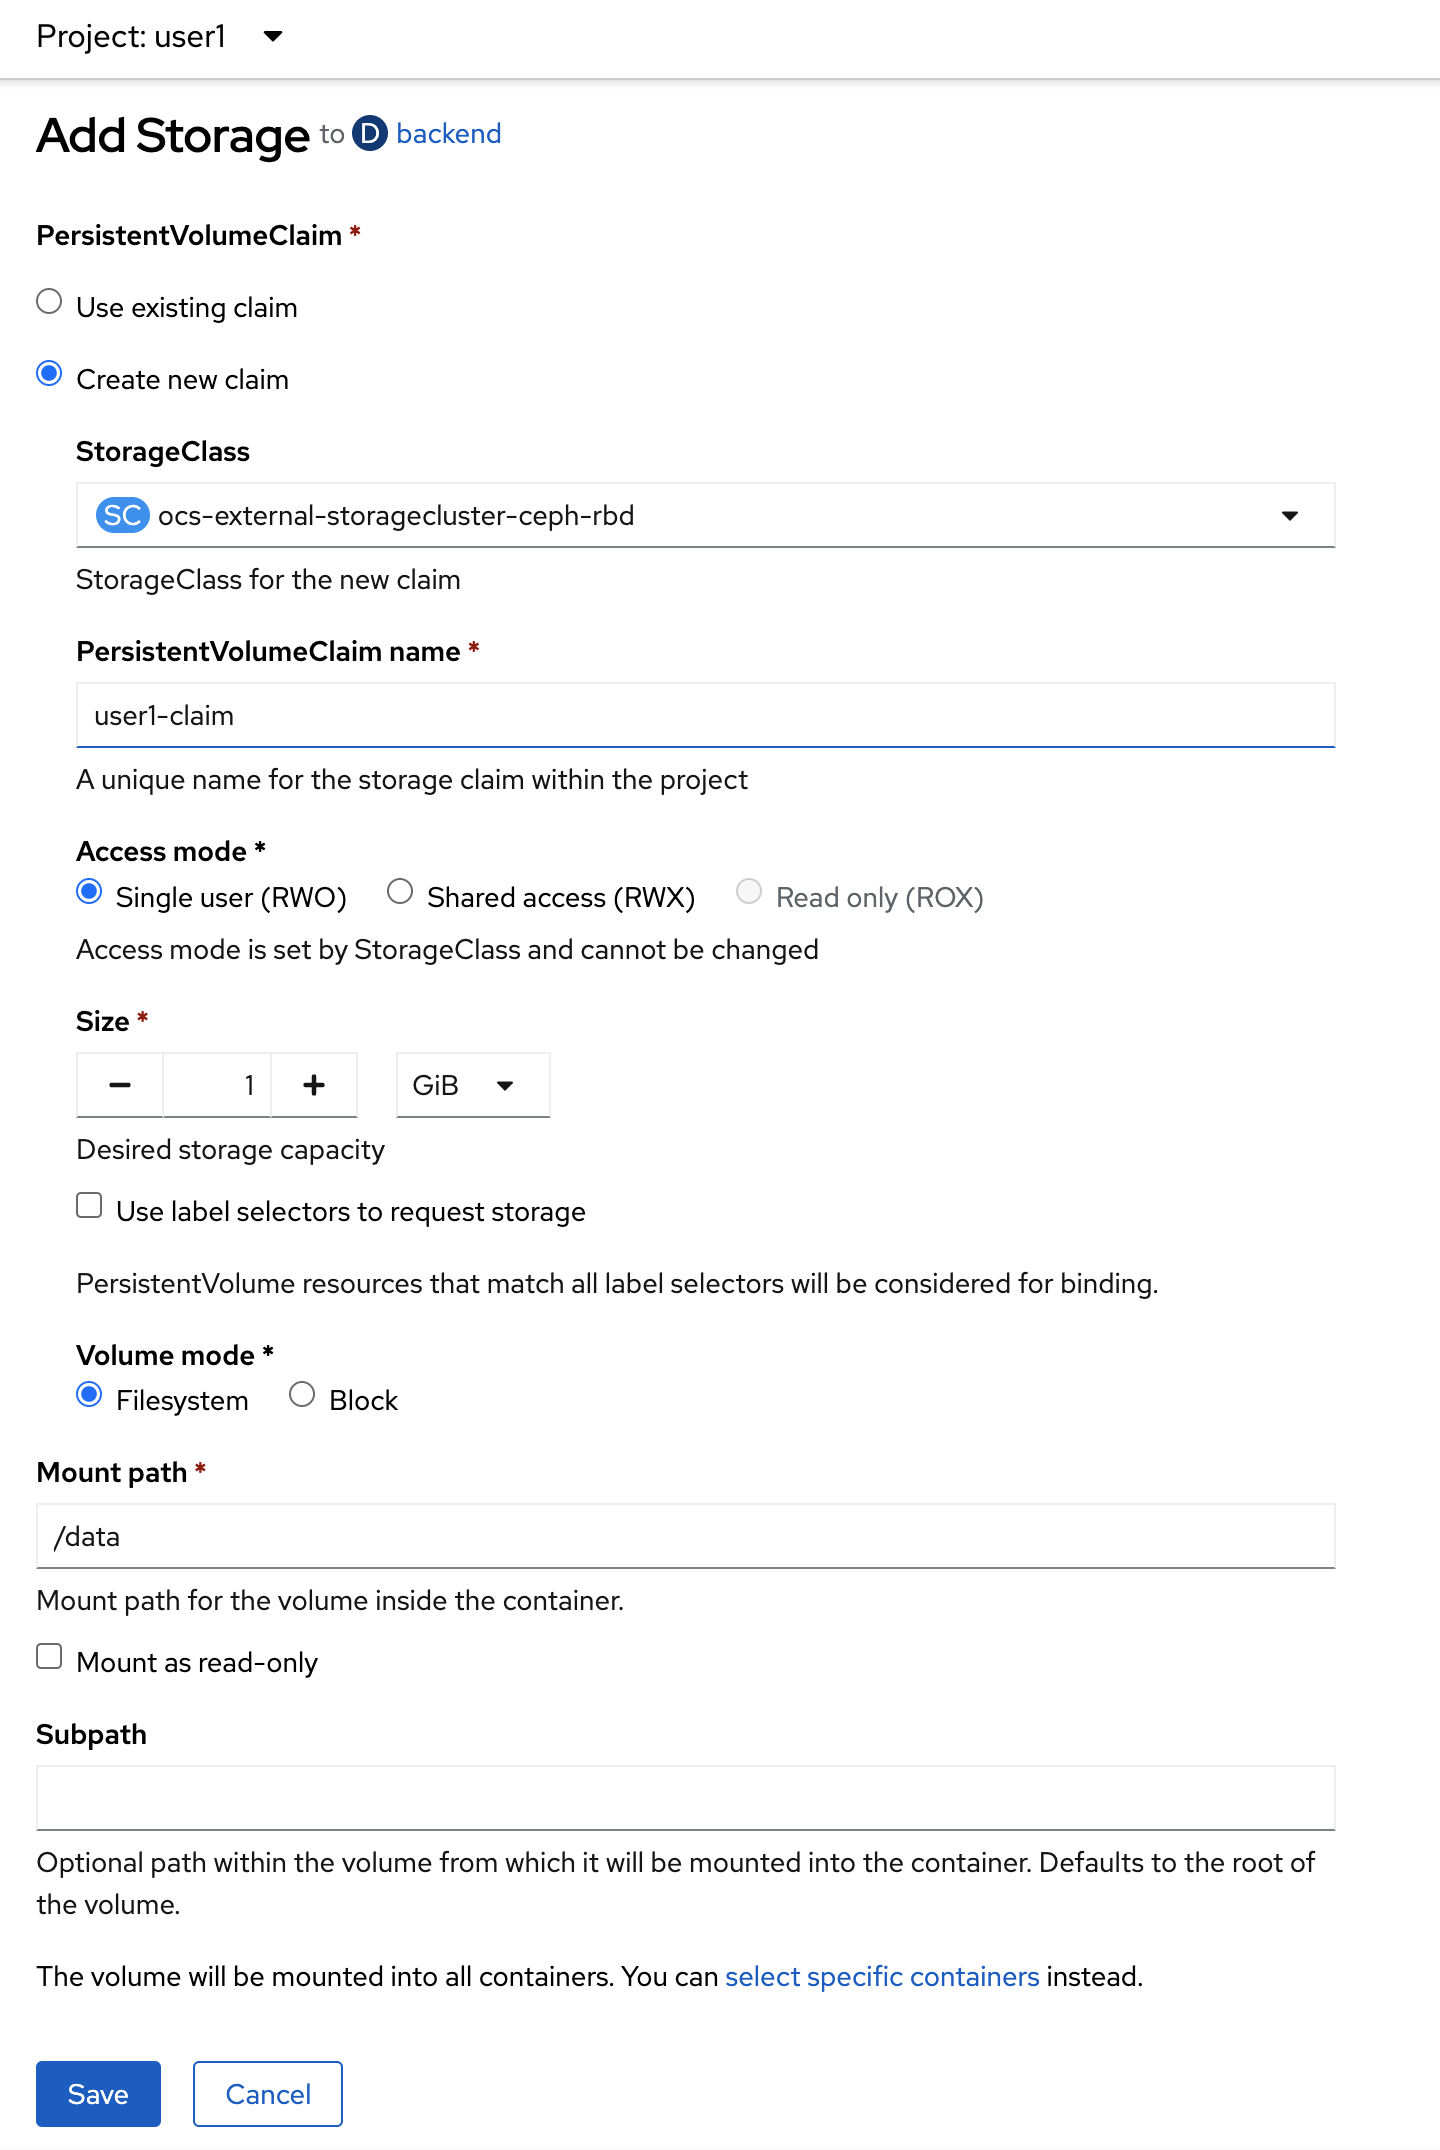 Project: user1
Add Storage to D backend
PersistentVolumeClaim *
Use existing claim
Create new claim
StorageClass
SC ocs-external-storagecluster-ceph-rbd
StorageClass for the new claim
PersistentVolumeClaim name *
user1-claim
A unique name for the storage claim within the project
Access mode *
Single user (RWO) Shared access (RWX) Read only (ROX)
Access mode is set by StorageClass and cannot be changed
Size *
1 GiB
Desired storage capacity
Use label selectors to request storage
PersistentVolume resources that match all label selectors will be considered for binding.
Volume mode *
Filesystem Block
Mount path *
/data
Mount path for the volume inside the container.
Mount as read-only
Subpath
Optional path within the volume from which it will be mounted into the container. Defaults to the root of
the volume.
The volume will be mounted into all containers. You can select specific containers instead.
Save Cancel